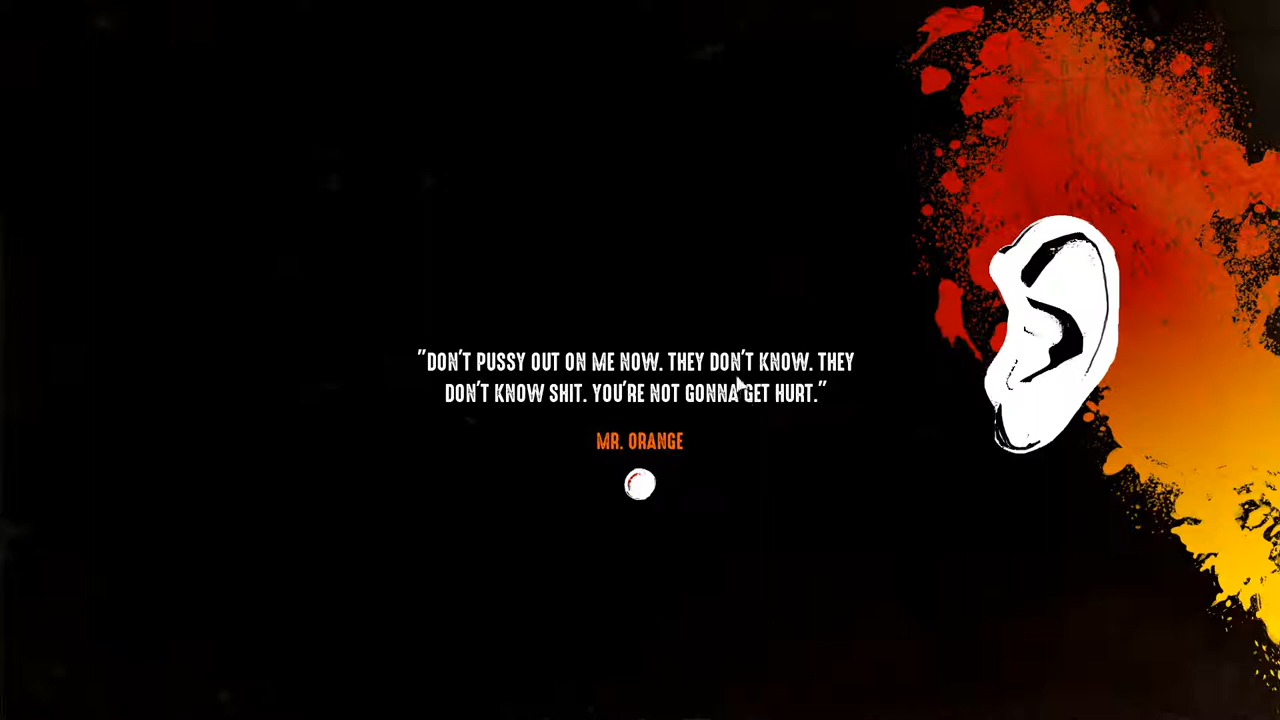 "DON'T PUSSY OUT ON ME NOW. THEY DON'T KNOW. THEY
DON'T KNOW SHIT. YOU'RE NOT GONNA GET HURT."
MR. ORANGE